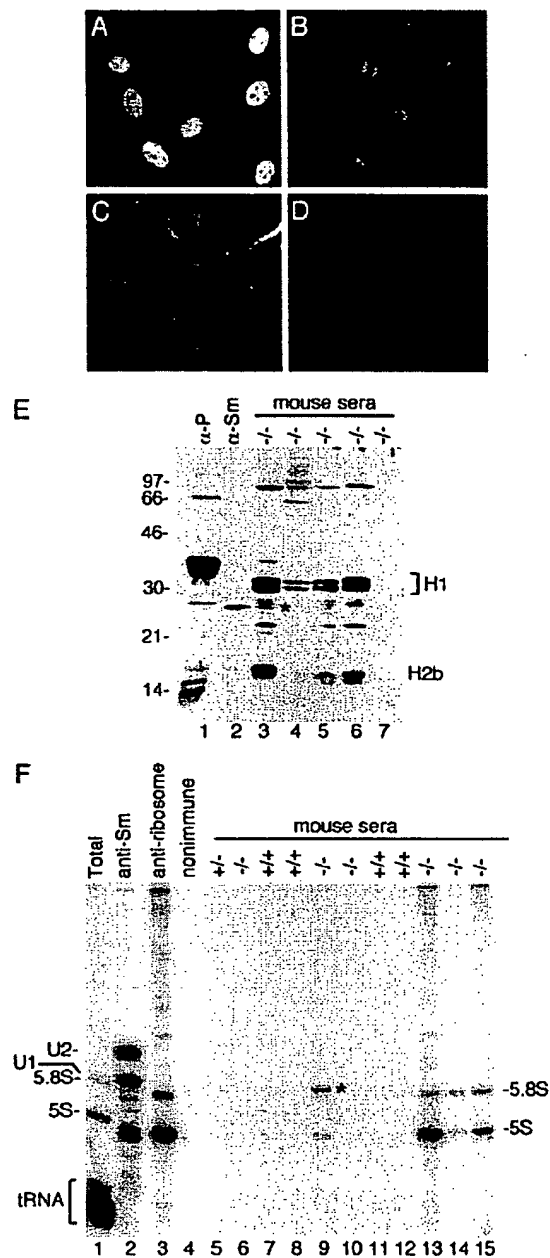 A
B
C
D
E
mouse sera
α-P
α-Sm
-/-
-/-
-/-
-/-
-/-
97-
66-
46-
30-
21-
14-
H1
H2b
*
1 2 3 4 5 6 7
F
mouse sera
Total
anti-Sm
anti-ribosome
nonimmune
+/-
-/-
+/+
+/+
-/-
-/-
+/+
+/+
-/-
-/-
-/-
U2-
U1
5.8S-
5S-
tRNA
*
-5.8S
-5S
1 2 3 4 5 6 7 8 9 10 11 12 13 14 15